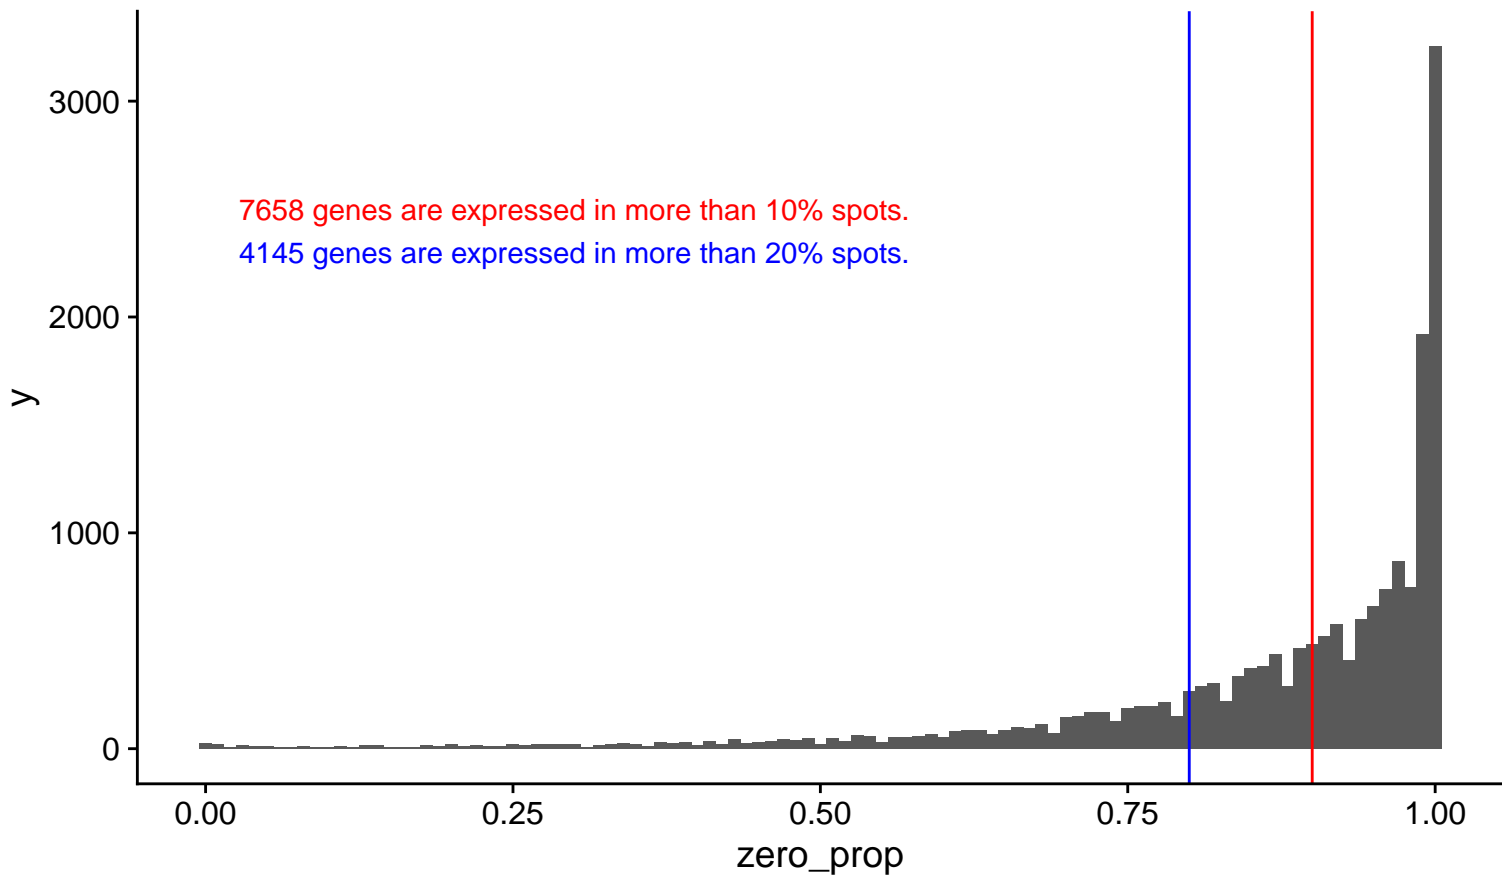 3000
7658 genes are expressed in more than 10% spots.
4145 genes are expressed in more than 20% spots.
2000
y
1000
0
0.00 0.25 0.50 0.75 1.00
zero_prop